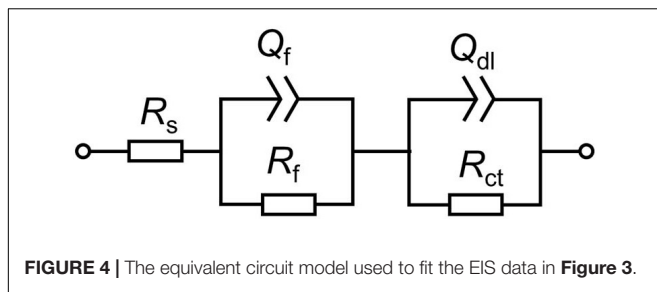 Q_f Q_dl
R_s
R_f R_ct
FIGURE 4 | The equivalent circuit model used to fit the EIS data in Figure 3.